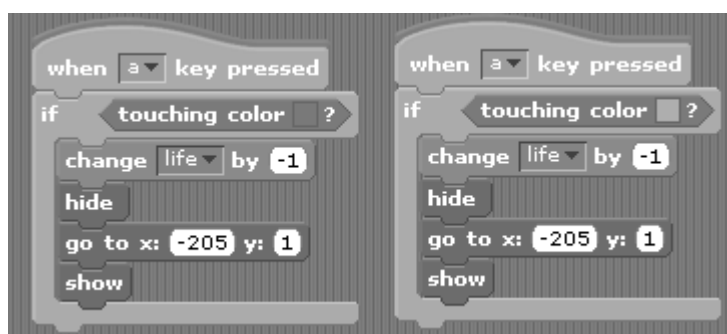 when a key pressed
if touching color ?
change life by -1
hide
go to x: -205 y: 1
show
when a key pressed
if touching color ?
change life by -1
hide
go to x: -205 y: 1
show